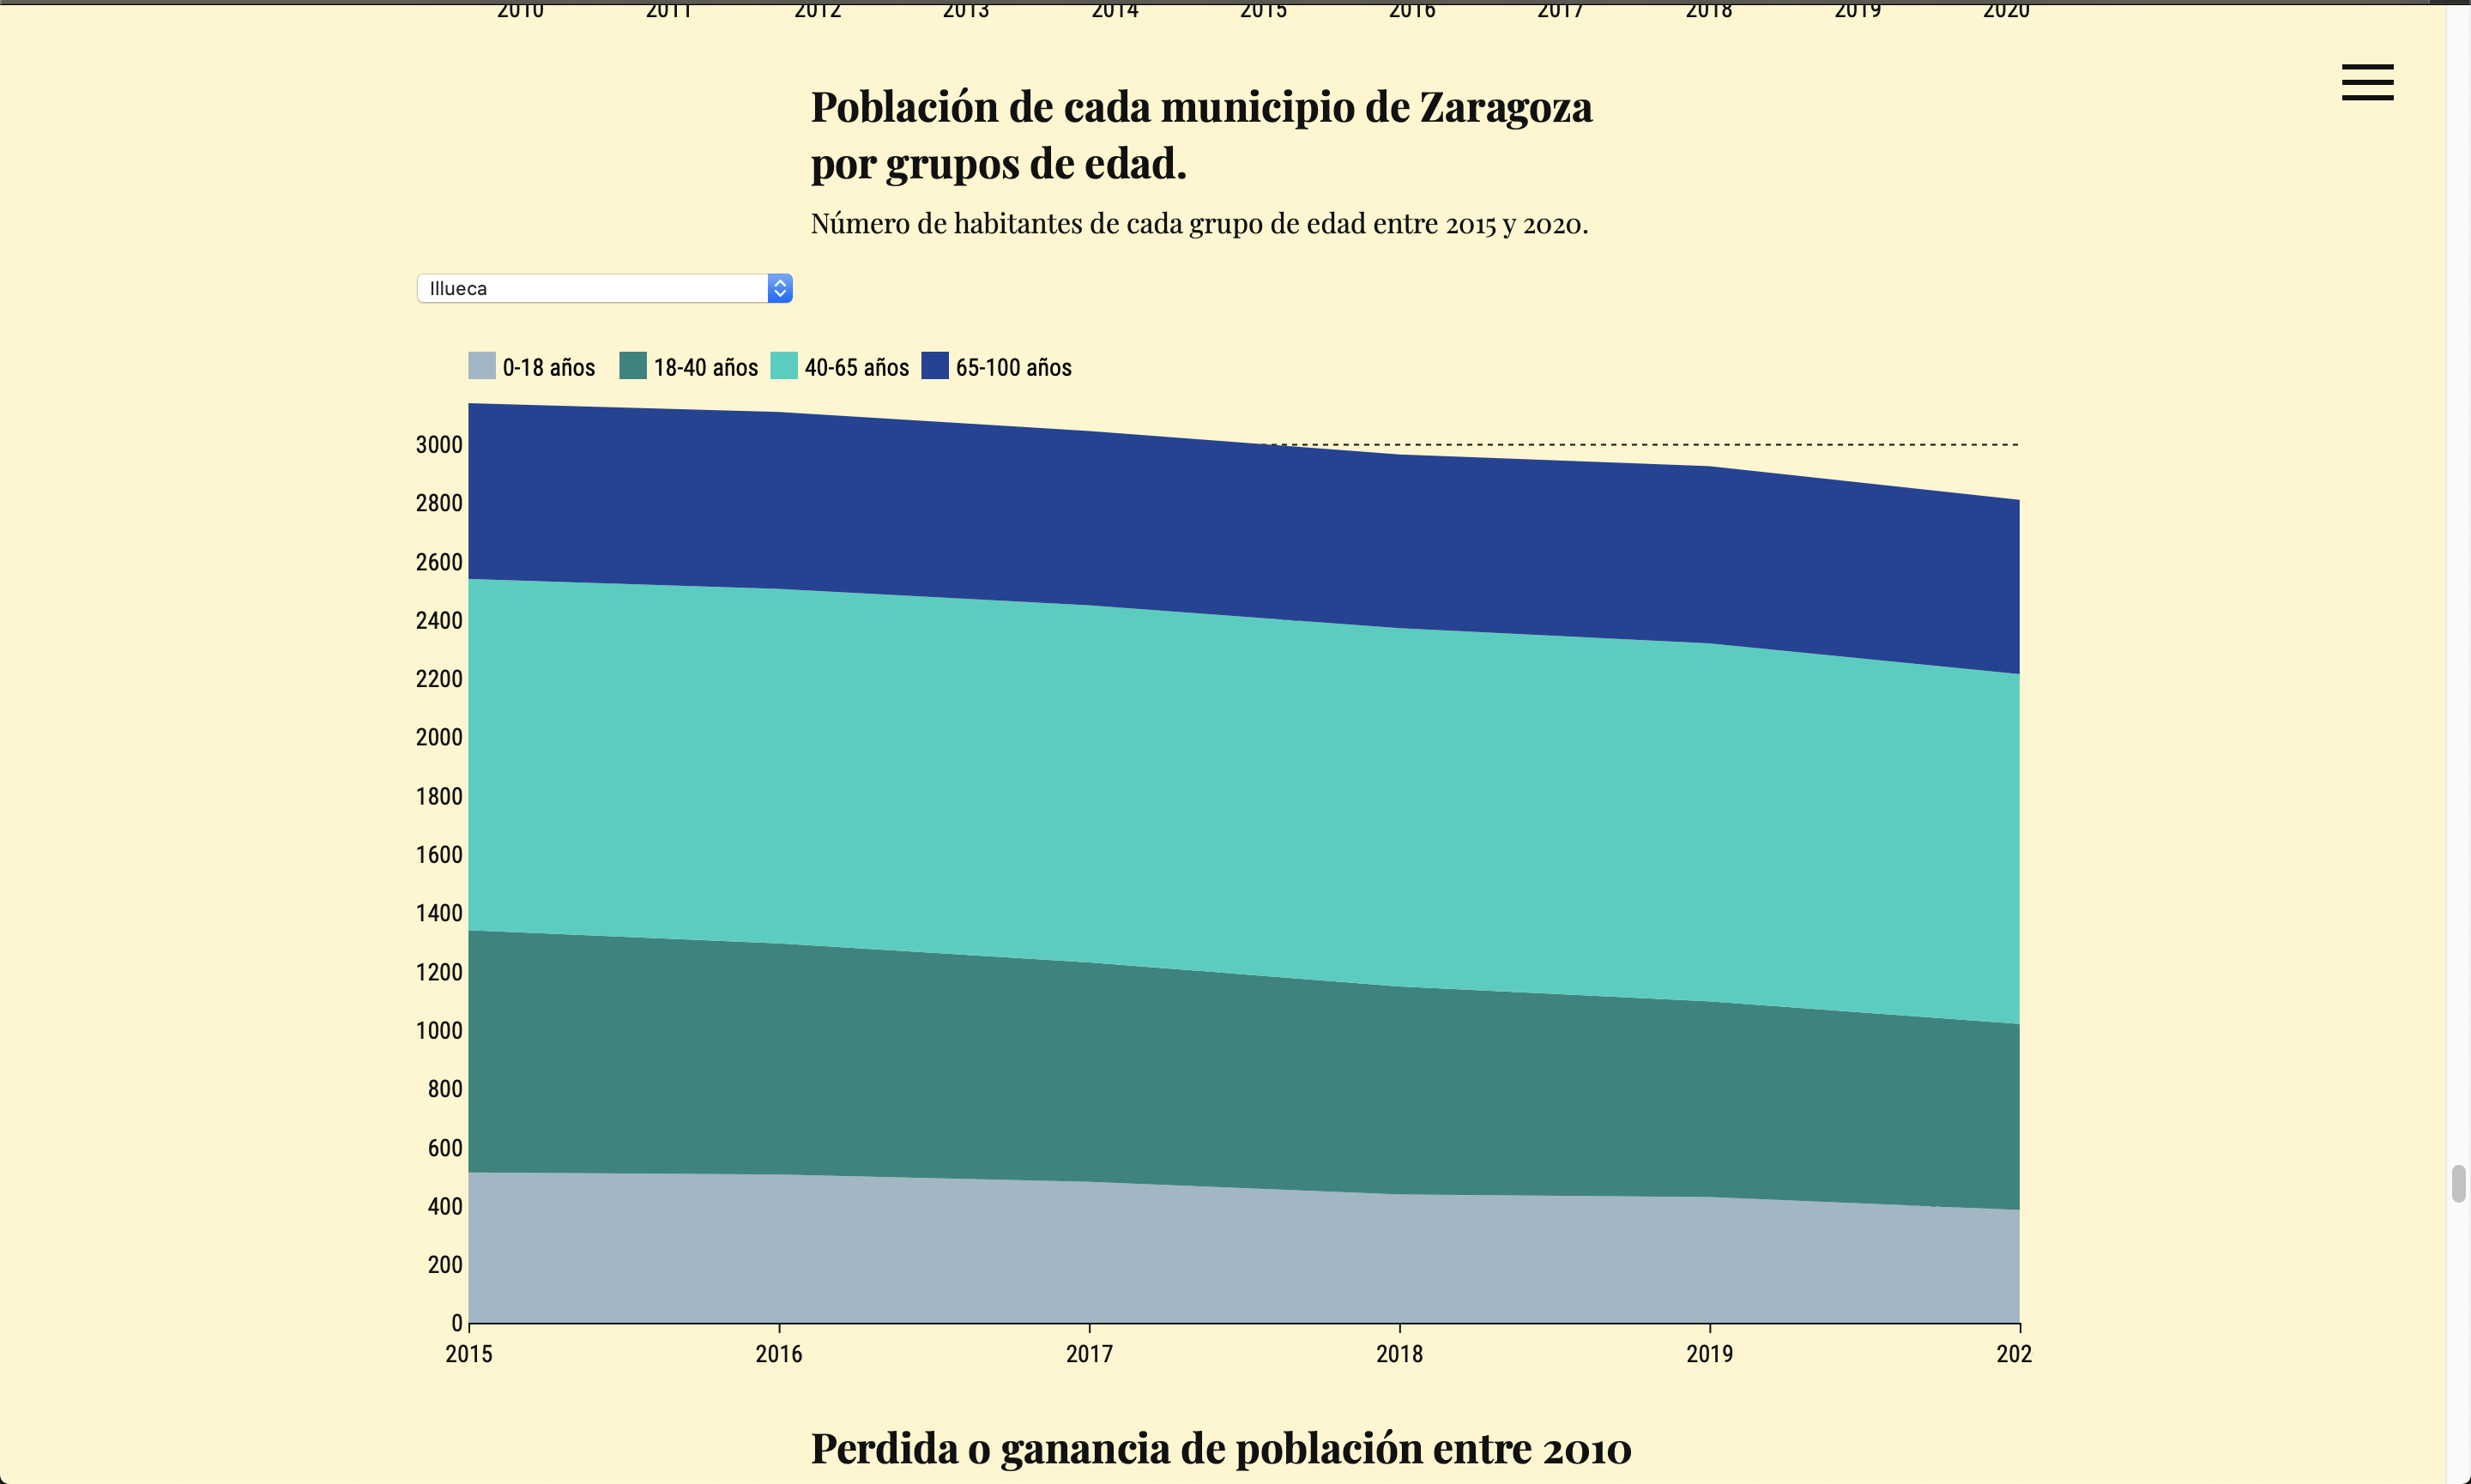 2010 2011 2012 2013 2014 2015 2016 2017 2018 2019 2020
Población de cada municipio de Zaragoza
por grupos de edad.
Número de habitantes de cada grupo de edad entre 2015 y 2020.
Illueca
0-18 años 18-40 años 40-65 años 65-100 años
3000
2800
2600
2400
2200
2000
1800
1600
1400
1200
1000
800
600
400
200
0
2015 2016 2017 2018 2019 202
Perdida o ganancia de población entre 2010